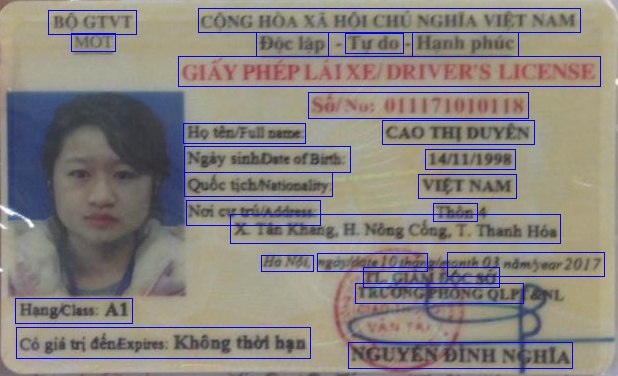 BỘ GTVT
MOT
CỘNG HÒA XÃ HỘI CHỦ NGHĨA VIỆT NAM
Độc lập - Tự do - Hạnh phúc
GIẤY PHÉP LÁI XE/DRIVER'S LICENSE
Số/No: 011171010118
Họ tên/Full name: CAO THỊ DUYÊN
Ngày sinh/Date of Birth: 14/11/1998
Quốc tịch/Nationality: VIỆT NAM
Nơi cư trú/Address: Thôn 4
X. Tân Khang, H. Nông Cống, T. Thanh Hóa
Hà Nội, ngày/date 10 tháng/month 03 năm/year 2017
TL. GIÁM ĐỐC SỞ
TRƯỞNG PHÒNG QLPT&NL
VẬN TẢI
Hạng/Class: A1
Có giá trị đến/Expires: Không thời hạn
NGUYỄN ĐÌNH NGHĨA